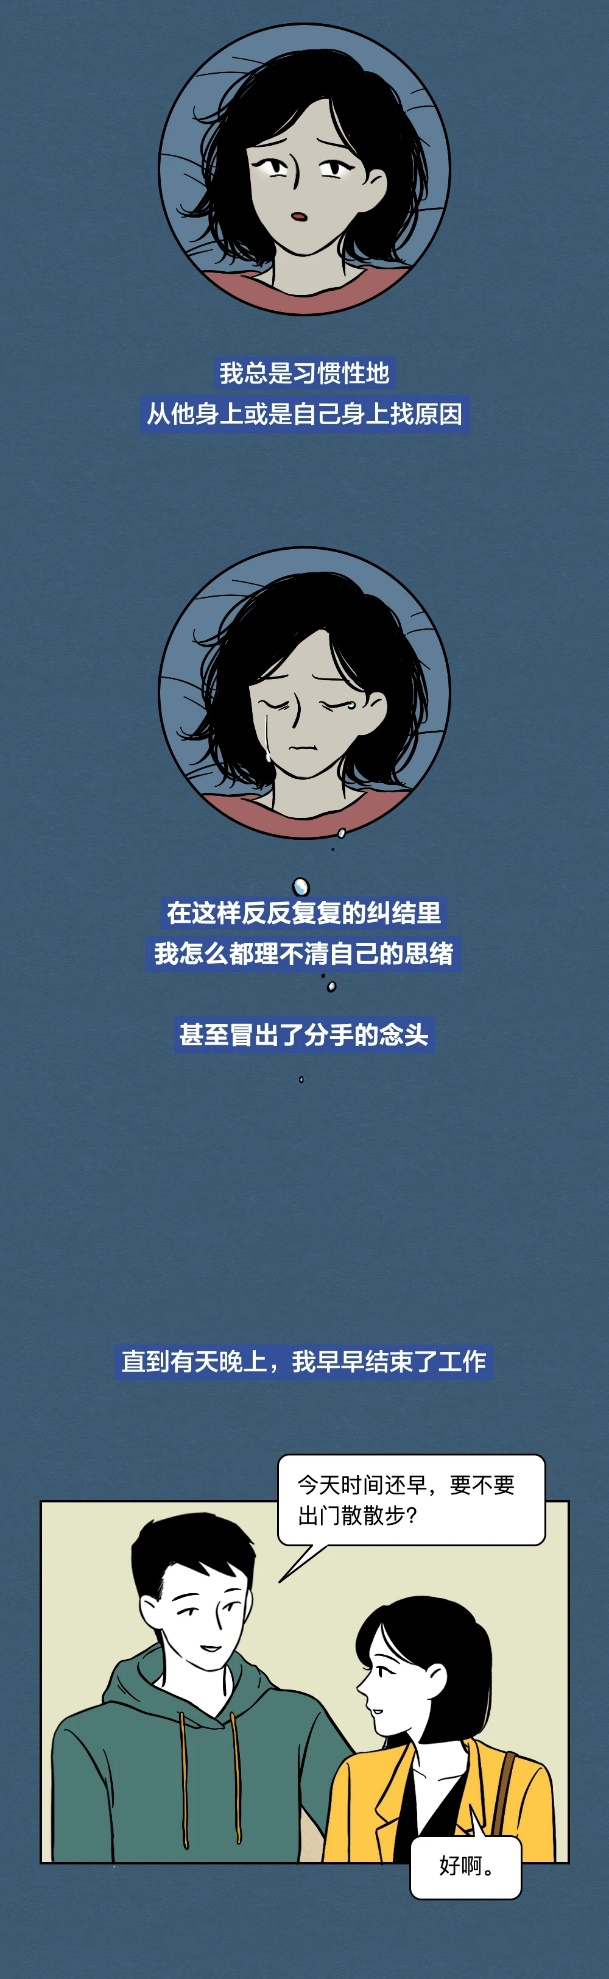 我总是习惯性地
从他身上或是自己身上找原因
在这样反反复复的纠结里
我怎么都理不清自己的思绪
甚至冒出了分手的念头
直到有天晚上，我早早结束了工作
今天时间还早，要不要
出门散散步？
好啊。